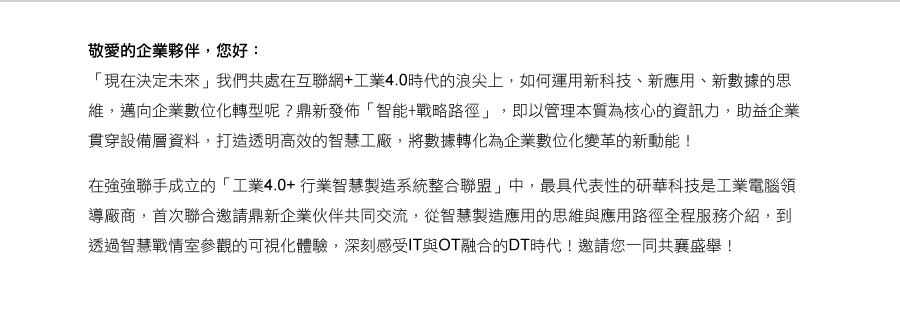 敬愛的企業夥伴，您好：
「現在決定未來」我們共處在互聯網+工業4.0時代的浪尖上，如何運用新科技、新應用、新數據的思
維，邁向企業數位化轉型呢？鼎新發佈「智能+戰略路徑」，即以管理本質為核心的資訊力，助益企業
貫穿設備層資料，打造透明高效的智慧工廠，將數據轉化為企業數位化變革的新動能！
在強強聯手成立的「工業4.0+ 行業智慧製造系統整合聯盟」中，最具代表性的研華科技是工業電腦領
導廠商，首次聯合邀請鼎新企業伙伴共同交流，從智慧製造應用的思維與應用路徑全程服務介紹，到
透過智慧戰情室參觀的可視化體驗，深刻感受IT與OT融合的DT時代！邀請您一同共襄盛舉！